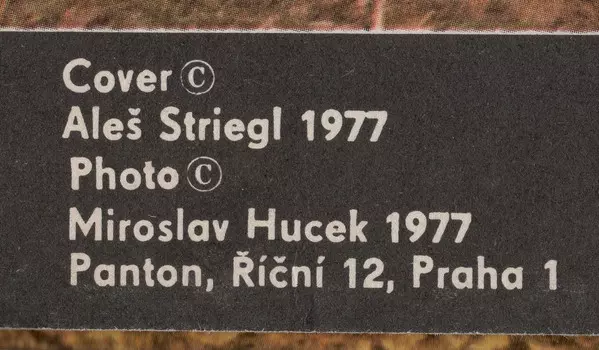 Cover ©
Aleš Striegl 1977
Photo ©
Miroslav Hucek 1977
Panton, Říční 12, Praha 1